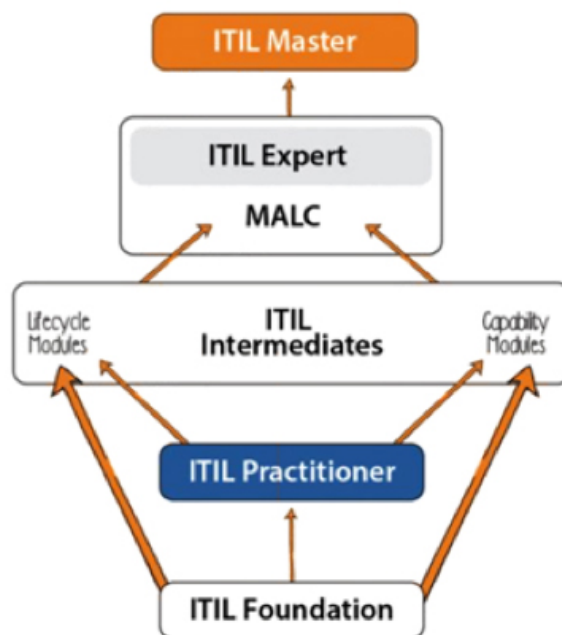 ITIL Master
ITIL Expert
MALC
Lifecycle
Modules
ITIL
Intermediates
Capability
Modules
ITIL Practitioner
ITIL Foundation